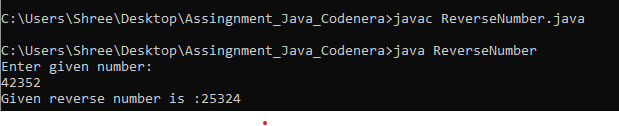 C:\Users\Shree\Desktop\Assingnment_Java_Codenera>javac ReverseNumber.java
C:\Users\Shree\Desktop\Assingnment_Java_Codenera>java ReverseNumber
Enter given number:
42352
Given reverse number is :25324